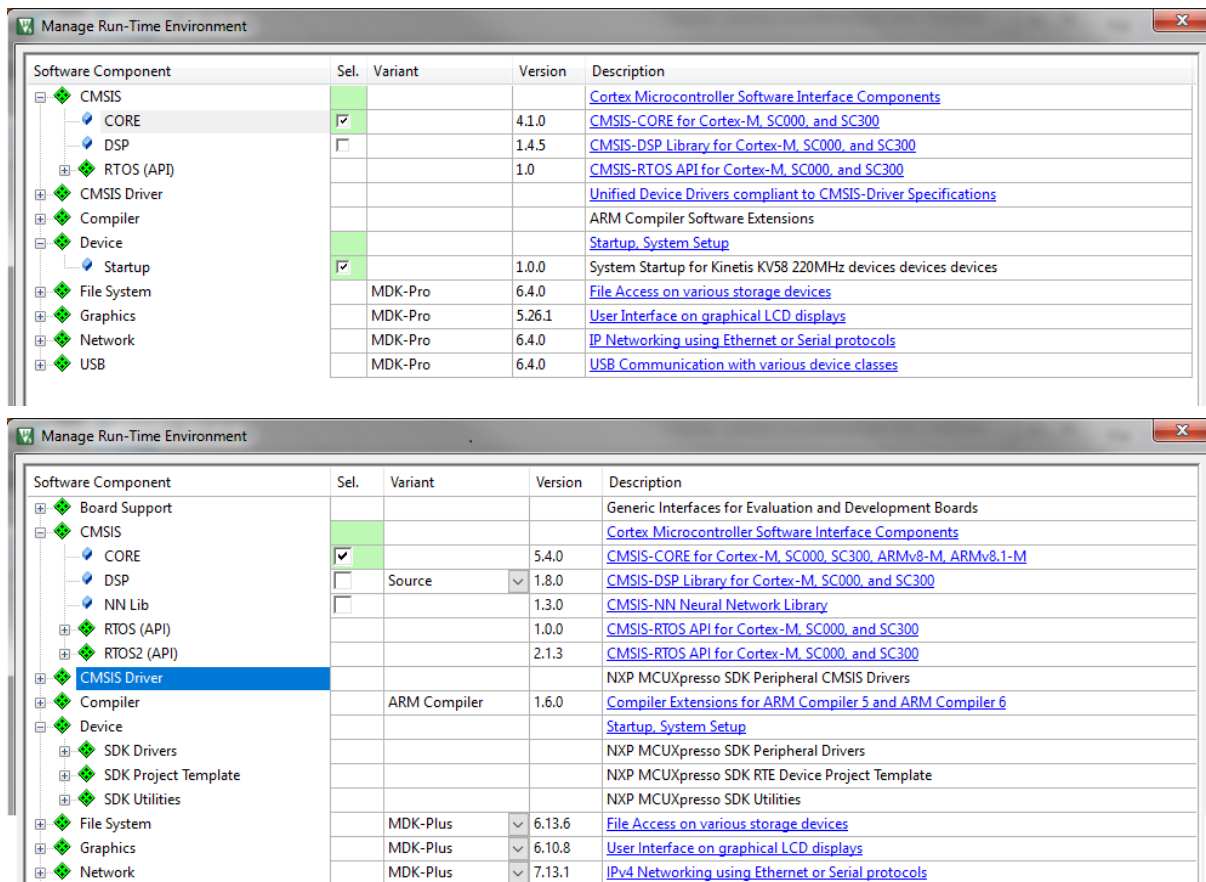 Manage Run-Time Environment
Software Component Sel. Variant Version Description
CMSIS Cortex Microcontroller Software Interface Components
CORE 4.1.0 CMSIS-CORE for Cortex-M, SC000, and SC300
DSP 1.4.5 CMSIS-DSP Library for Cortex-M, SC000, and SC300
RTOS (API) 1.0 CMSIS-RTOS API for Cortex-M, SC000, and SC300
CMSIS Driver Unified Device Drivers compliant to CMSIS-Driver Specifications
Compiler ARM Compiler Software Extensions
Device Startup, System Setup
Startup 1.0.0 System Startup for Kinetis KV58 220MHz devices devices devices
File System MDK-Pro 6.4.0 File Access on various storage devices
Graphics MDK-Pro 5.26.1 User Interface on graphical LCD displays
Network MDK-Pro 6.4.0 IP Networking using Ethernet or Serial protocols
USB MDK-Pro 6.4.0 USB Communication with various device classes
Manage Run-Time Environment
Software Component Sel. Variant Version Description
Board Support Generic Interfaces for Evaluation and Development Boards
CMSIS Cortex Microcontroller Software Interface Components
CORE 5.4.0 CMSIS-CORE for Cortex-M, SC000, SC300, ARMv8-M, ARMv8.1-M
DSP Source 1.8.0 CMSIS-DSP Library for Cortex-M, SC000, and SC300
NN Lib 1.3.0 CMSIS-NN Neural Network Library
RTOS (API) 1.0.0 CMSIS-RTOS API for Cortex-M, SC000, and SC300
RTOS2 (API) 2.1.3 CMSIS-RTOS API for Cortex-M, SC000, and SC300
CMSIS Driver NXP MCUXpresso SDK Peripheral CMSIS Drivers
Compiler ARM Compiler 1.6.0 Compiler Extensions for ARM Compiler 5 and ARM Compiler 6
Device Startup, System Setup
SDK Drivers NXP MCUXpresso SDK Peripheral Drivers
SDK Project Template NXP MCUXpresso SDK RTE Device Project Template
SDK Utilities NXP MCUXpresso SDK Utilities
File System MDK-Plus 6.13.6 File Access on various storage devices
Graphics MDK-Plus 6.10.8 User Interface on graphical LCD displays
Network MDK-Plus 7.13.1 IPv4 Networking using Ethernet or Serial protocols